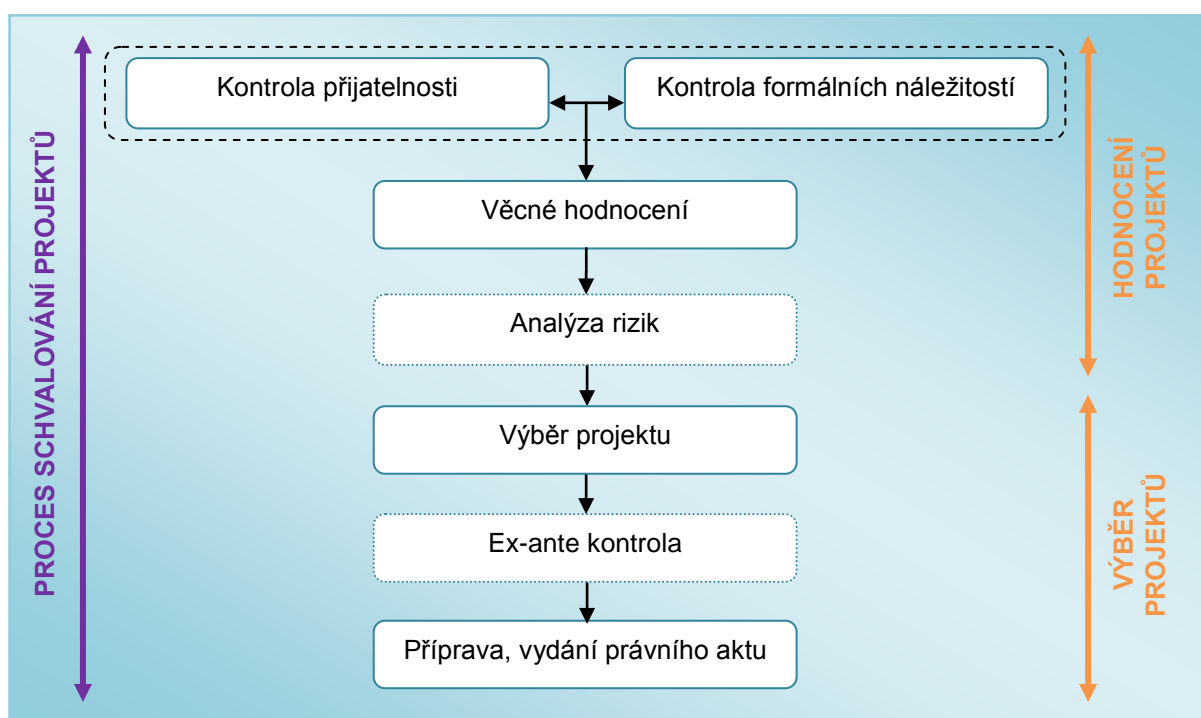 Kontrola přijatelnosti
Kontrola formálních náležitostí
Věcné hodnocení
Analýza rizik
Výběr projektu
Ex-ante kontrola
Příprava, vydání právního aktu
PROCES SCHVALOVÁNÍ PROJEKTŮ
HODNOCENÍ
PROJEKTŮ
VÝBĚR
PROJEKTŮ